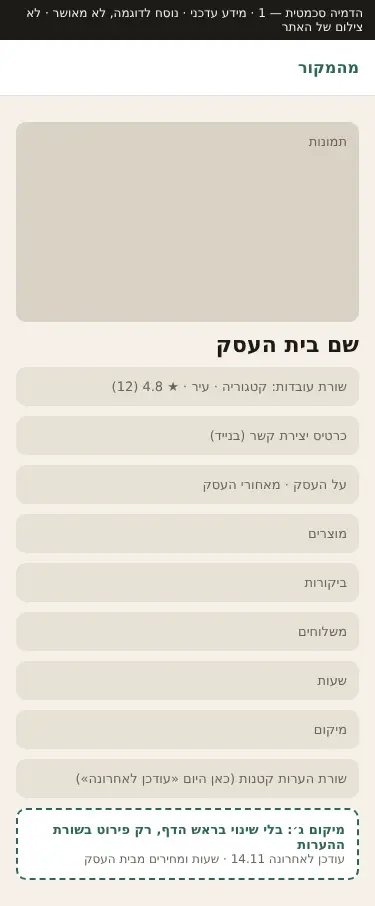 הדמיה סכמטית — 1 · מידע עדכני · נוסח לדוגמה, לא מאושר · לא
צילום של האתר
מהמקור
תמונות
שם בית העסק
שורת עובדות: קטגוריה · עיר · ★ 4.8 (12)
כרטיס יצירת קשר (בנייד)
על העסק · מאחורי העסק
מוצרים
ביקורות
משלוחים
שעות
מיקום
שורת הערות קטנות (כאן היום «עודכן לאחרונה»)
מיקום ג׳: בלי שינוי בראש הדף, רק פירוט בשורת
ההערות
עודכן לאחרונה 14.11 · שעות ומחירים מבית העסק